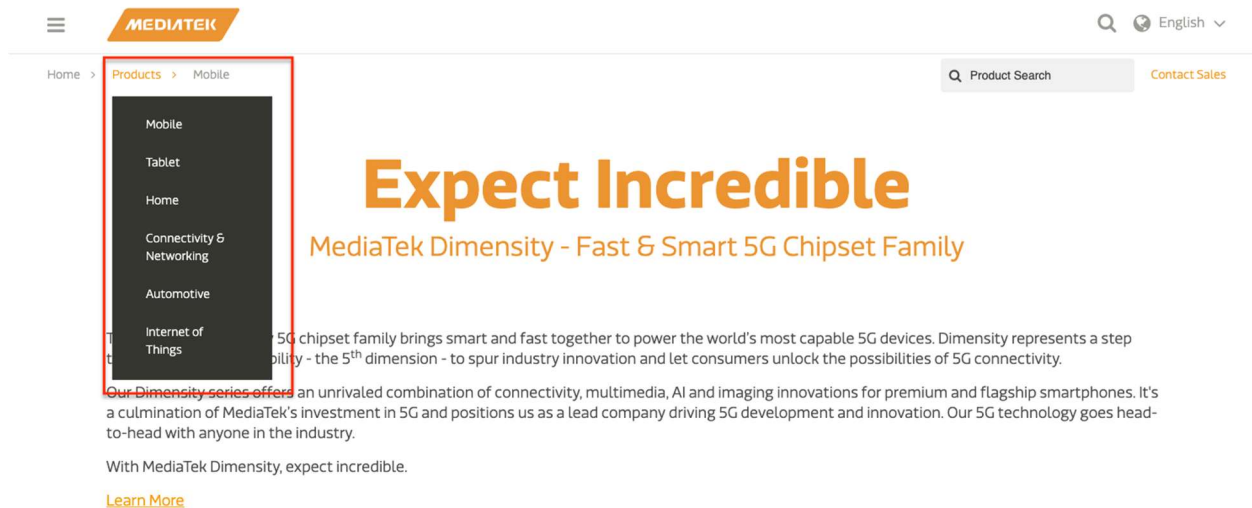 MEDIATEK
English
Home > Products > Mobile
Product Search
Contact Sales
Mobile
Tablet
Home
Connectivity &
Networking
Automotive
Internet of
Things
Expect Incredible
MediaTek Dimensity - Fast & Smart 5G Chipset Family
5G chipset family brings smart and fast together to power the world's most capable 5G devices. Dimensity represents a step
- the 5th dimension - to spur industry innovation and let consumers unlock the possibilities of 5G connectivity.
Our Dimensity series offers an unrivaled combination of connectivity, multimedia, AI and imaging innovations for premium and flagship smartphones. It's
a culmination of MediaTek's investment in 5G and positions us as a lead company driving 5G development and innovation. Our 5G technology goes head-
to-head with anyone in the industry.
With MediaTek Dimensity, expect incredible.
Learn More